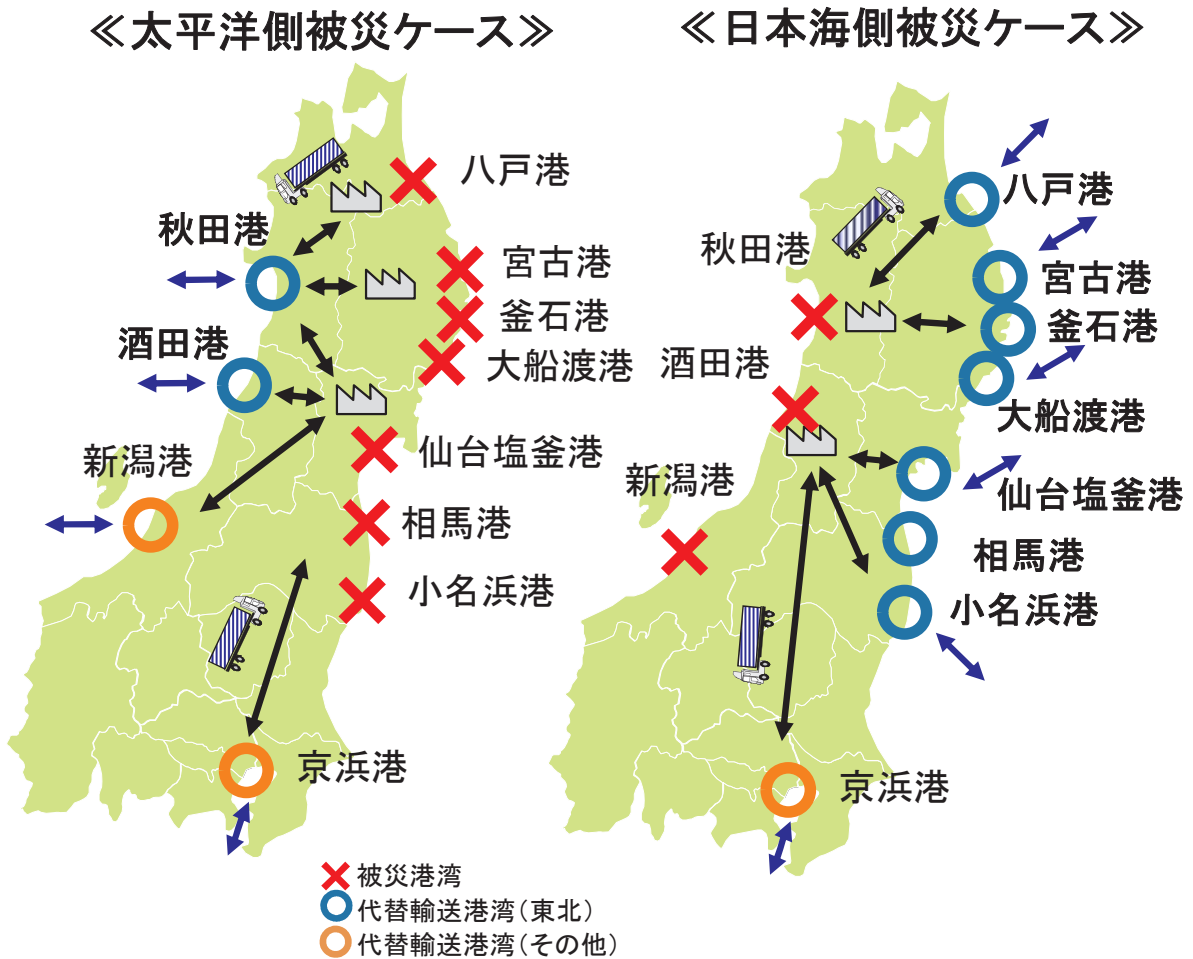 ≪太平洋側被災ケース≫
八戸港
秋田港
宮古港
釜石港
酒田港
大船渡港
仙台塩釜港
新潟港
相馬港
小名浜港
京浜港
≪日本海側被災ケース≫
八戸港
秋田港
宮古港
釜石港
酒田港
大船渡港
新潟港
仙台塩釜港
相馬港
小名浜港
京浜港
被災港湾
代替輸送港湾(東北)
代替輸送港湾(その他)